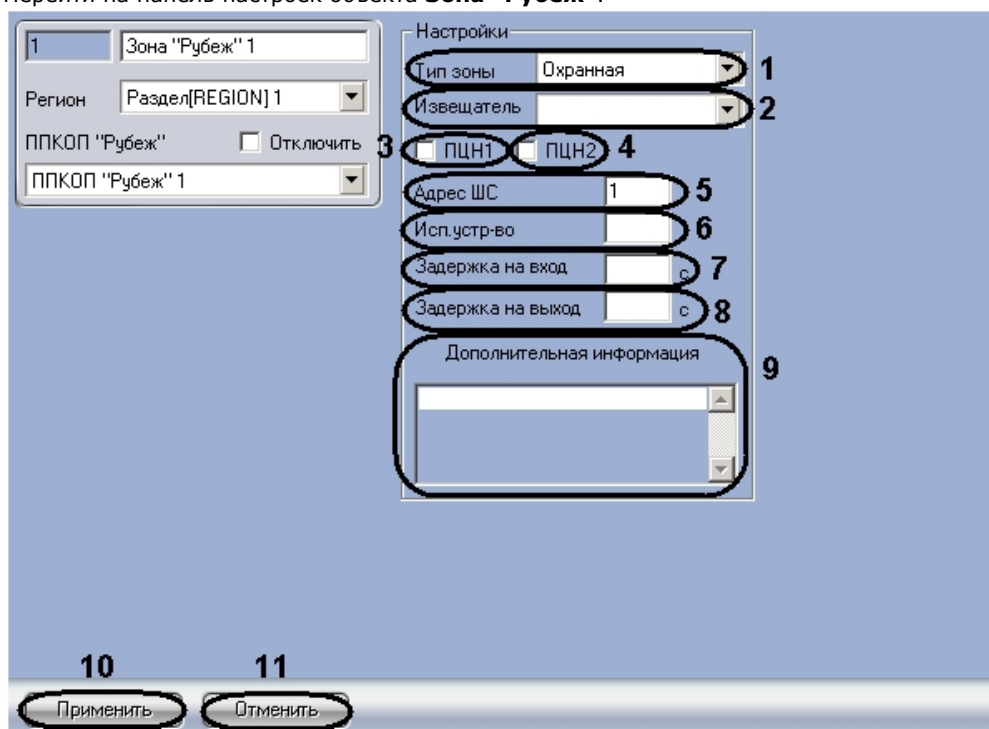 Перейти на панель настроек объекта Зона "Рубеж".
1
Зона "Рубеж" 1
Регион
Раздел[REGION] 1
ППКОП "Рубеж"
Отключить
ППКОП "Рубеж" 1
Настройки
Тип зоны
Охранная
1
Извещатель
2
3
ПЦН1
ПЦН2
4
Адрес ШС
1
5
Исп.устр-во
6
Задержка на вход
с
7
Задержка на выход
с
8
Дополнительная информация
9
10
11
Применить
Отменить